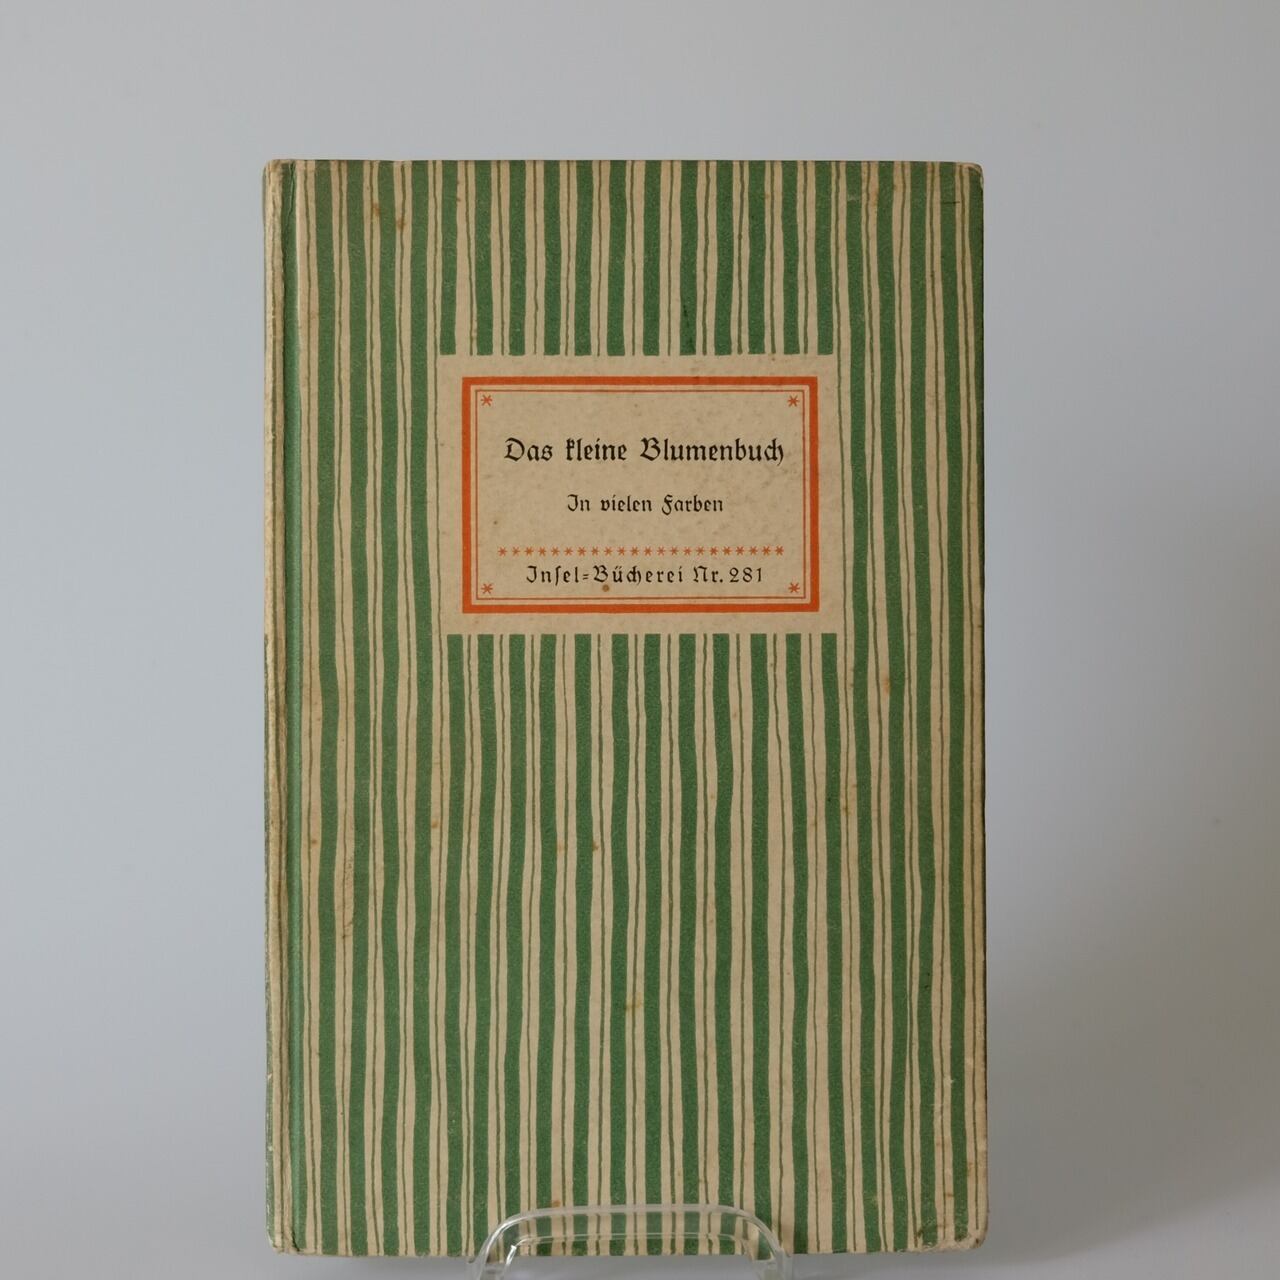 Das kleine Blumenbuch
In vielen Farben
Inſel-Bücherei Nr. 281